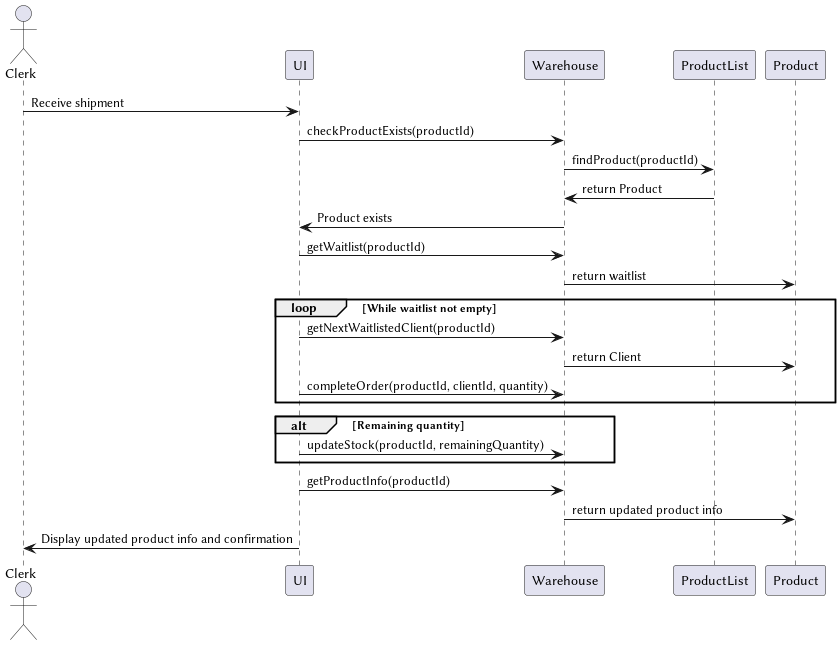 Clerk
UI
Warehouse
ProductList
Product
Receive shipment
checkProductExists(productId)
findProduct(productId)
return Product
Product exists
getWaitlist(productId)
return waitlist
loop [While waitlist not empty]
getNextWaitlistedClient(productId)
return Client
completeOrder(productId, clientId, quantity)
alt [Remaining quantity]
updateStock(productId, remainingQuantity)
getProductInfo(productId)
return updated product info
Display updated product info and confirmation
Clerk
UI
Warehouse
ProductList
Product